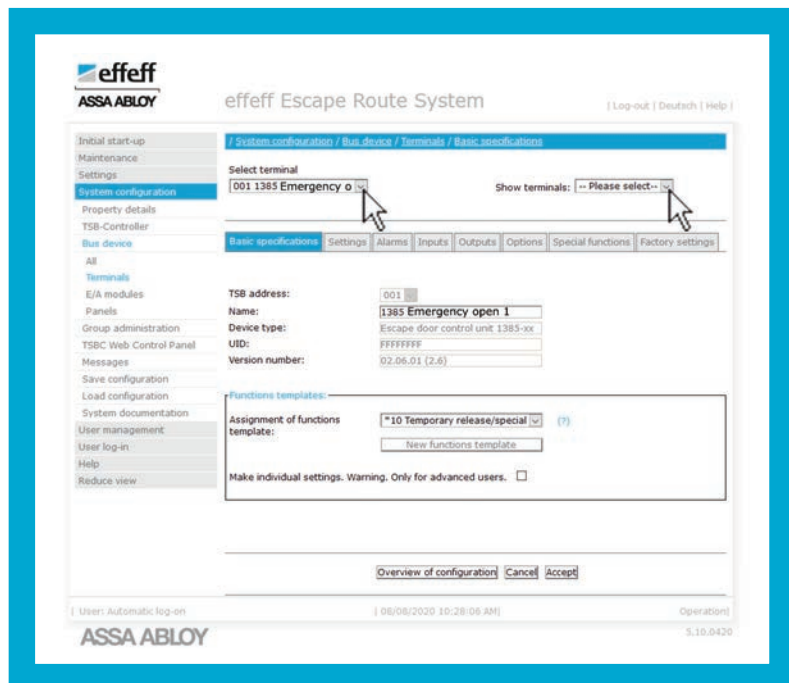 effeff
ASSA ABLOY
effeff Escape Route System
| Log-out | Deutsch | Help |
Initial start-up
Maintenance
Settings
System configuration
Property details
TSB-Controller
Bus device
All
Terminals
E/A modules
Panels
Group administration
TSBC Web Control Panel
Messages
Save configuration
Load configuration
System documentation
User management
User log-in
Help
Reduce view
/ System configuration / Bus device / Terminals / Basic specifications
Select terminal
001 1385 Emergency o
Show terminals: -- Please select--
Basic specifications Settings Alarms Inputs Outputs Options Special functions Factory settings
TSB address: 001
Name: 1385 Emergency open 1
Device type: Escape door control unit 1385-xx
UID: FFFFFFFF
Version number: 02.06.01 (2.6)
Functions templates:
Assignment of functions
template:
*10 Temporary release/special (?)
New functions template
Make individual settings. Warning. Only for advanced users.
Overview of configuration Cancel Accept
| User: Automatic log-on | 08/08/2020 10:28:06 AM| Operation|
ASSA ABLOY
5.10.0420